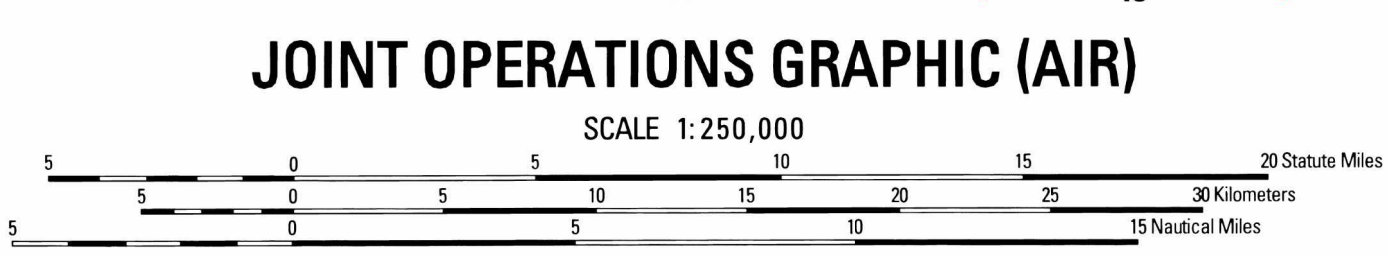 JOINT OPERATIONS GRAPHIC (AIR)
SCALE 1:250,000
5 0 5 10 15 20 Statute Miles
5 0 5 10 15 20 25 30 Kilometers
5 0 5 10 15 Nautical Miles